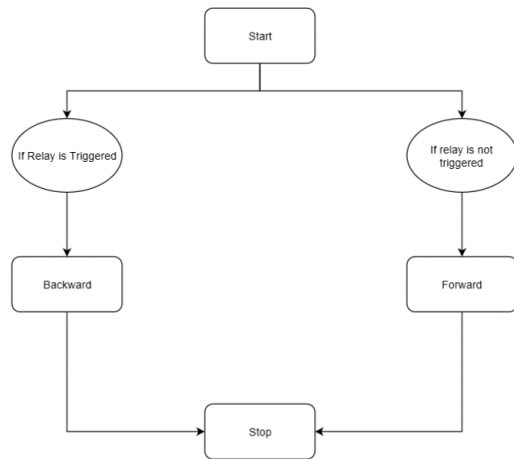 Start
If Relay is Triggered
If relay is not
triggered
Backward
Forward
Stop